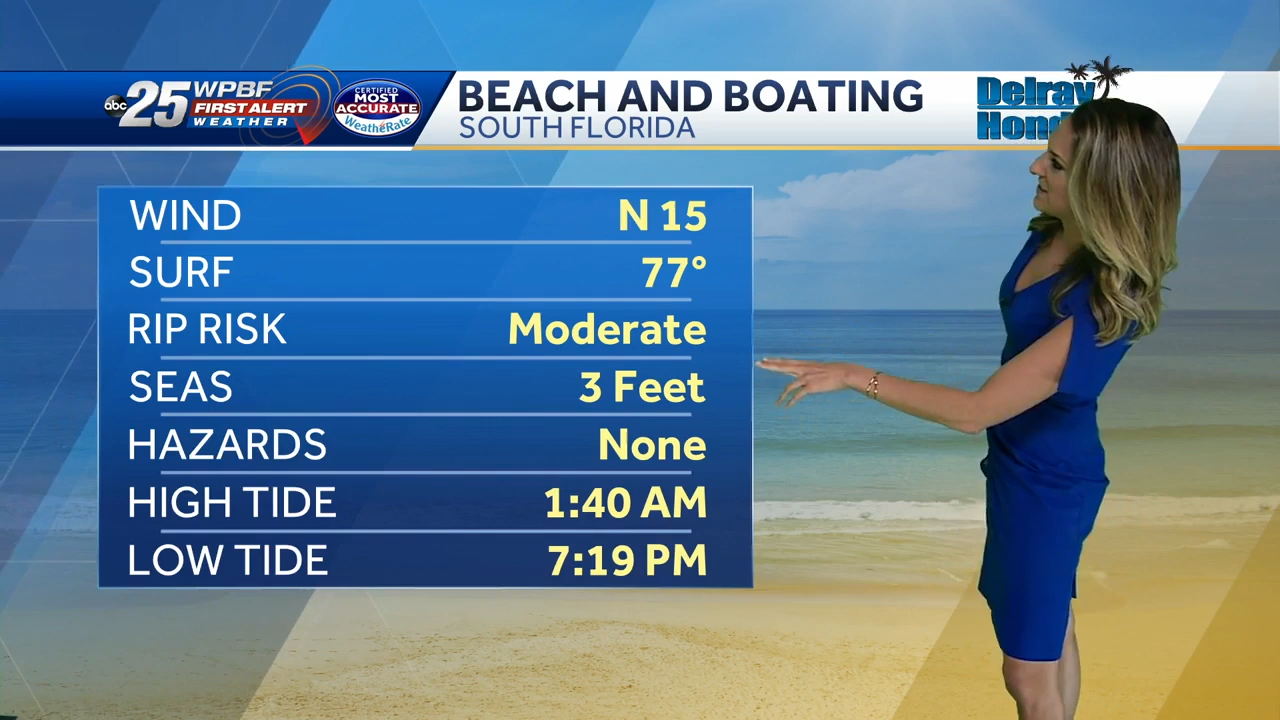 abc 25 WPBF
FIRST ALERT
WEATHER
CERTIFIED
MOST
ACCURATE
WeatheRate
BEACH AND BOATING
SOUTH FLORIDA
Delray
Hond
WIND N 15
SURF 77°
RIP RISK Moderate
SEAS 3 Feet
HAZARDS None
HIGH TIDE 1:40 AM
LOW TIDE 7:19 PM